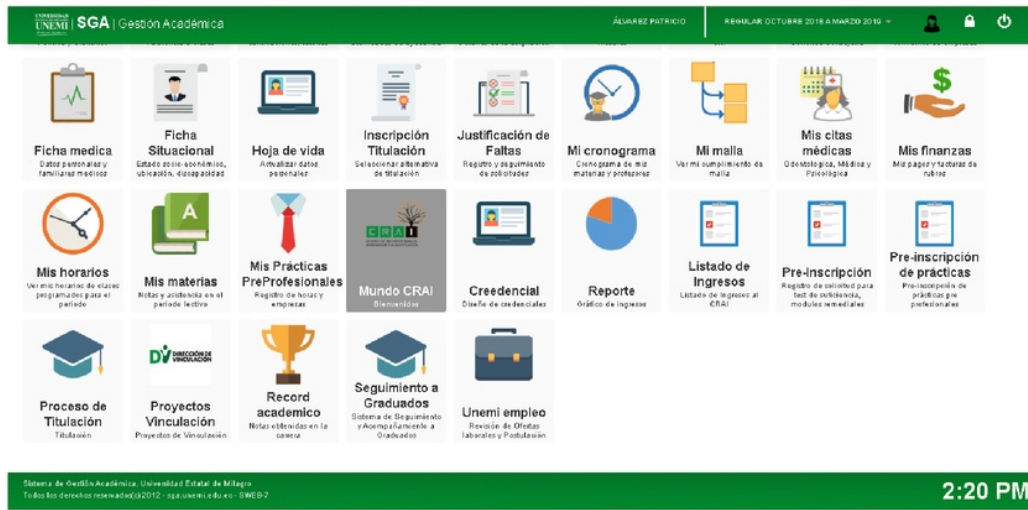 UNIVERSIDAD
UNEMI
SGA | Gestión Académica
ÁLVAREZ PATRICIO
REGULAR OCTUBRE 2018 A MARZO 2019
Ficha medica
Datos personales y
familiares medicos
Ficha
Situacional
Estado socio-económico,
ubicación, discapacidad
Hoja de vida
Actualizar datos
personales
Inscripción
Titulación
Seleccionar alternativa
de titulación
Justificación de
Faltas
Registro y seguimiento
de solicitudes
Mi cronograma
Cronograma de mis
materias y profesores
Mi malla
Ver mi cumplimiento de
malla
Mis citas
médicas
Odontologica, Médica y
Psicológica
Mis finanzas
Mis pagos y facturas de
rubros
Mis horarios
Ver mis horarios de clases
programados para el
periodo
A
Mis materias
Notas y asistencia en el
periodo lectivo
Mis Prácticas
PreProfesionales
Registro de horas y
empresas
CRAI
Mundo CRAI
Bienvenidos
Creedencial
Diseño de credenciales
Reporte
Gráfico de ingresos
Listado de
Ingresos
Listado de Ingresos al
CRAI
Pre-Inscripción
Registro de solicitud para
test de suficiencia,
modulos remediales
Pre-inscripción
de prácticas
Pre-inscripción de
prácticas pre
profesionales
Proceso de
Titulación
Titulación
DIRECCIÓN DE
VINCULACIÓN
Proyectos
Vinculación
Proyectos de Vinculación
Record
academico
Notas obtenidas en la
carrera
Seguimiento a
Graduados
Sistema de Seguimiento
y Acompañamiento a
Graduados
Unemi empleo
Revisión de Ofertas
laborales y Postulación
Sistema de Gestión Académica, Universidad Estatal de Milagro
Todos los derechos reservados(c)2012 - sga.unemi.edu.ec - SWEB-7
2:20 PM